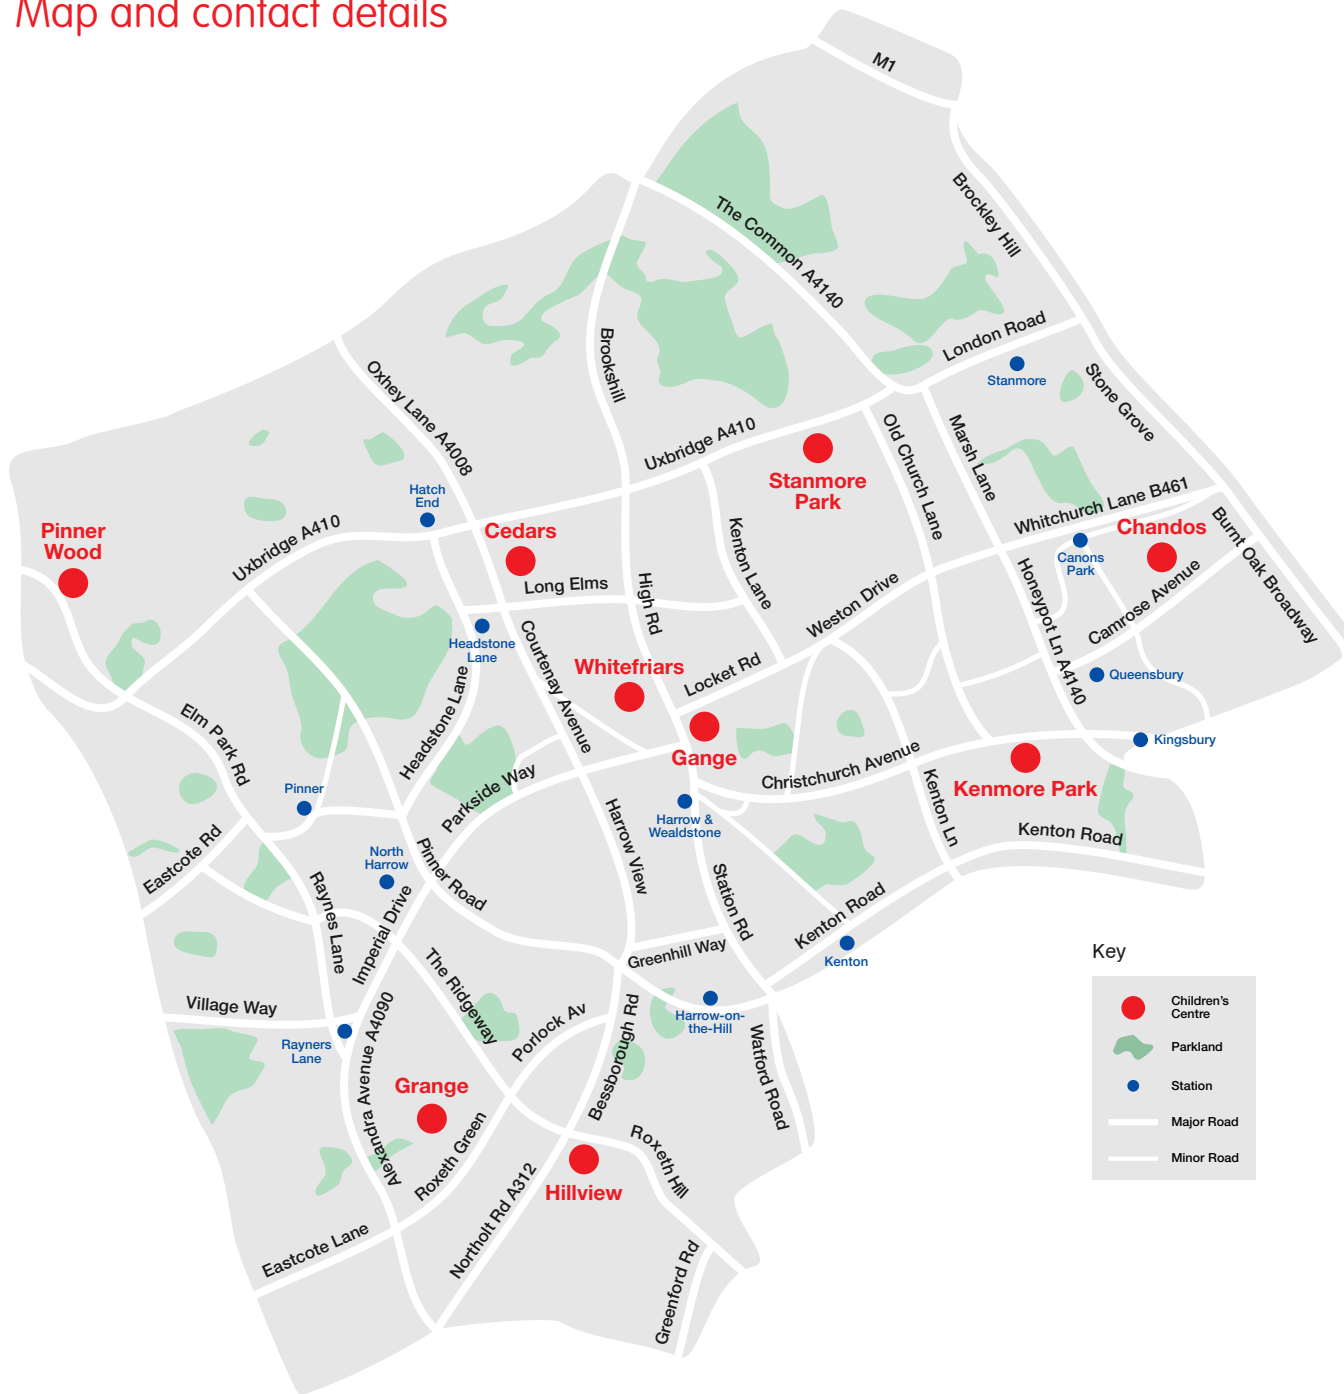 Map and contact details
M1
Brockley Hill
The Common A4140
London Road
Stanmore
Stone Grove
Brookshill
Oxhey Lane A4008
Uxbridge A410
Old Church Lane
Marsh Lane
Stanmore
Park
Whitchurch Lane B461
Chandos
Burnt Oak Broadway
Hatch
End
Cedars
Uxbridge A410
Pinner
Wood
Kenton Lane
Canons
Park
Long Elms
High Rd
Weston Drive
Honeypot Ln A4140
Camrose Avenue
Headstone
Lane
Courtenay Avenue
Whitefriars
Locket Rd
Queensbury
Headstone Lane
Elm Park Rd
Gange
Christchurch Avenue
Kingsbury
Kenmore Park
Pinner
Parkside Way
Harrow &
Wealdstone
Kenton Ln
Kenton Road
Eastcote Rd
North
Harrow
Pinner Road
Harrow View
Raynes Lane
Imperial Drive
Station Rd
Kenton Road
Kenton
Greenhill Way
The Ridgeway
Village Way
Harrow-on-
the-Hill
Porlock Av
Bessborough Rd
Rayners
Lane
Alexandra Avenue A4090
Watford Road
Grange
Roxeth Green
Roxeth Hill
Hillview
Northolt Rd A312
Eastcote Lane
Greenford Rd
Key
Children's
Centre
Parkland
Station
Major Road
Minor Road